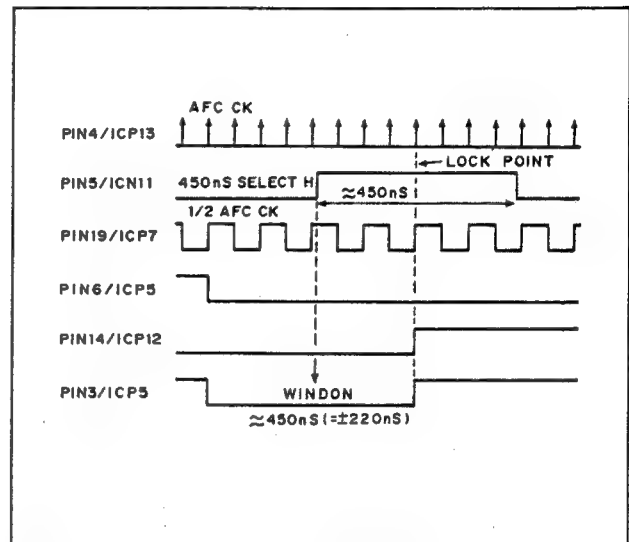 AFC CK
PIN4/ICP13
LOCK POINT
PIN5/ICN11 450nS SELECT H
≈450nS
1/2 AFC CK
PIN19/ICP7
PIN6/ICP5
PIN14/ICP12
PIN3/ICP5
WINDON
≈450nS(=±220nS)